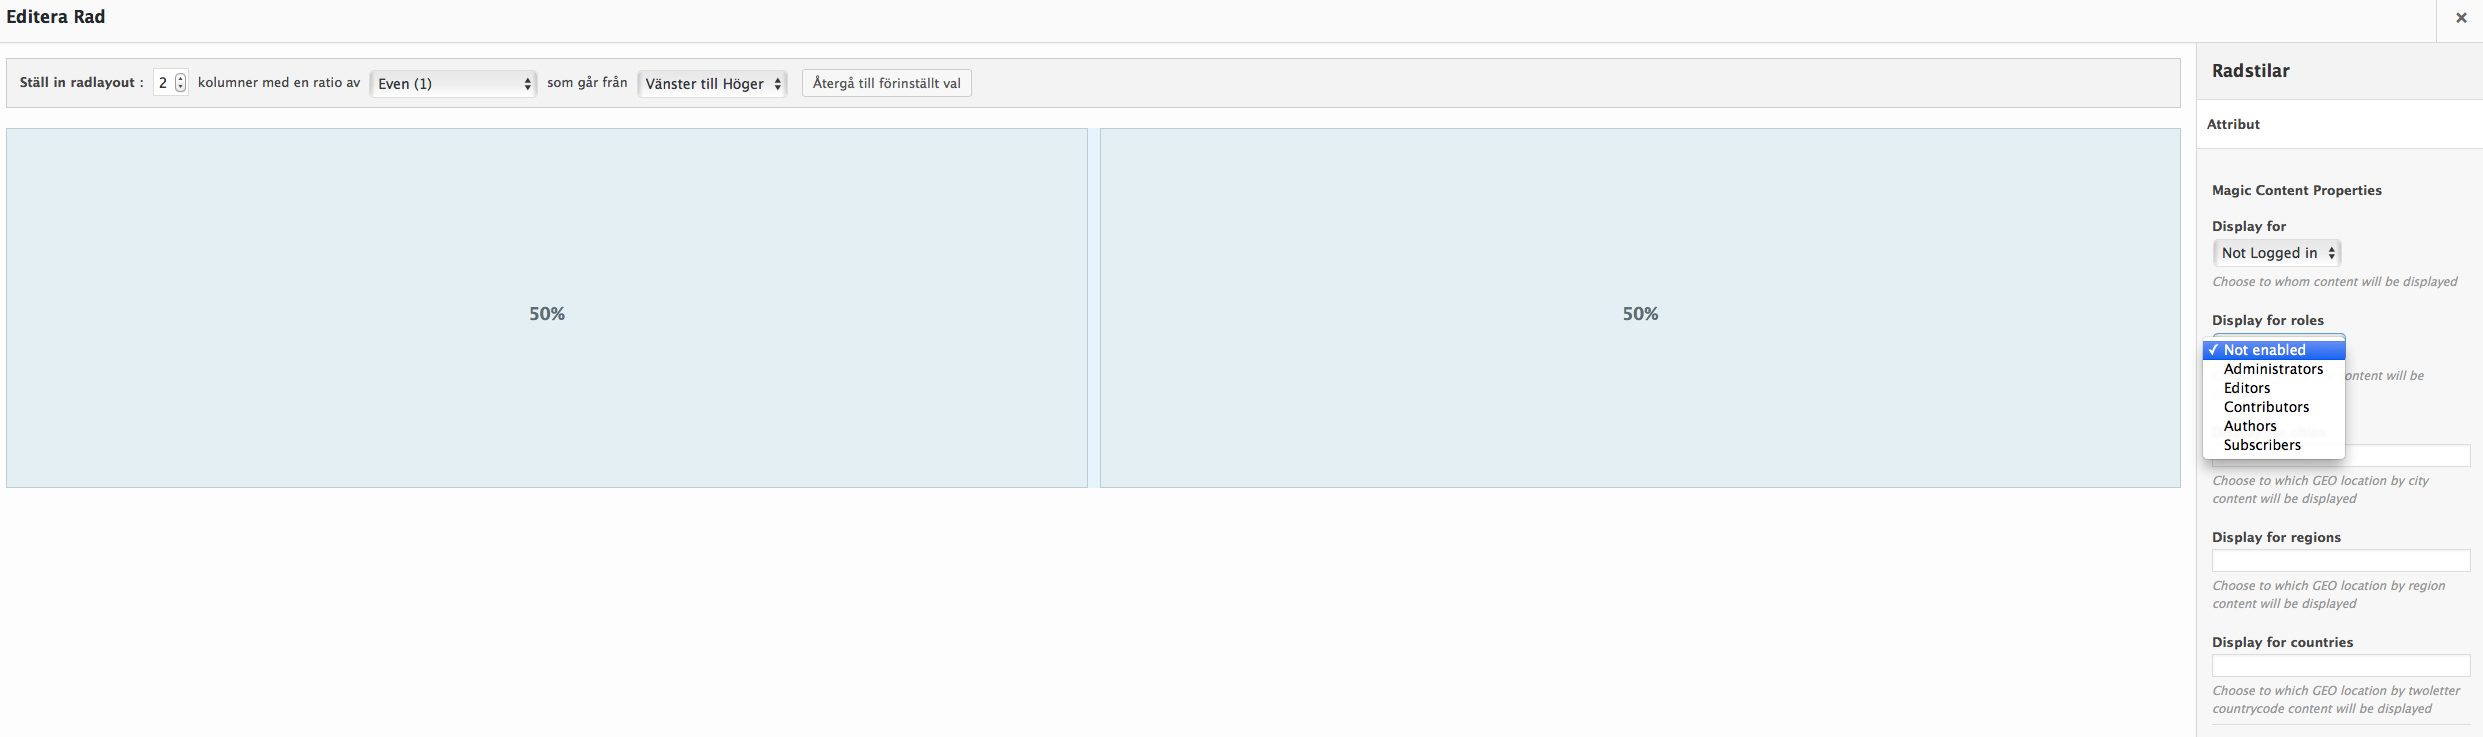 Editera Rad
×
Ställ in radlayout : 2 kolumner med en ratio av Even (1) som går från Vänster till Höger Återgå till förinställt val
50%
50%
Radstilar
Attribut
Magic Content Properties
Display for
Not Logged in
Choose to whom content will be displayed
Display for roles
✓ Not enabled
Administrators
Editors
Contributors
Authors
Subscribers
ontent will be
Choose to which GEO location by city
content will be displayed
Display for regions
Choose to which GEO location by region
content will be displayed
Display for countries
Choose to which GEO location by twoletter
countrycode content will be displayed